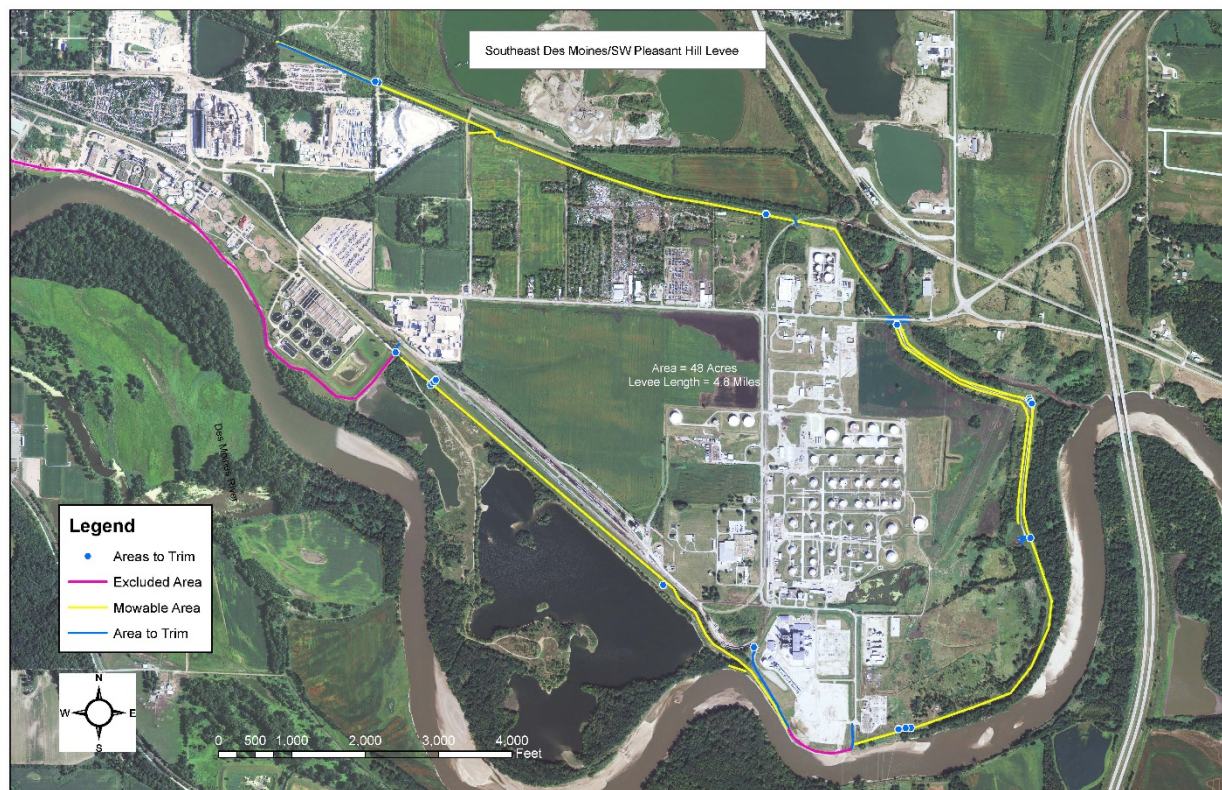 Southeast Des Moines/SW Pleasant Hill Levee
Area = 48 Acres
Levee Length = 4.8 Miles
Des Moines River
Legend
Areas to Trim
Excluded Area
Mowable Area
Area to Trim
N
W E
S
0 500 1,000 2,000 3,000 4,000
Feet